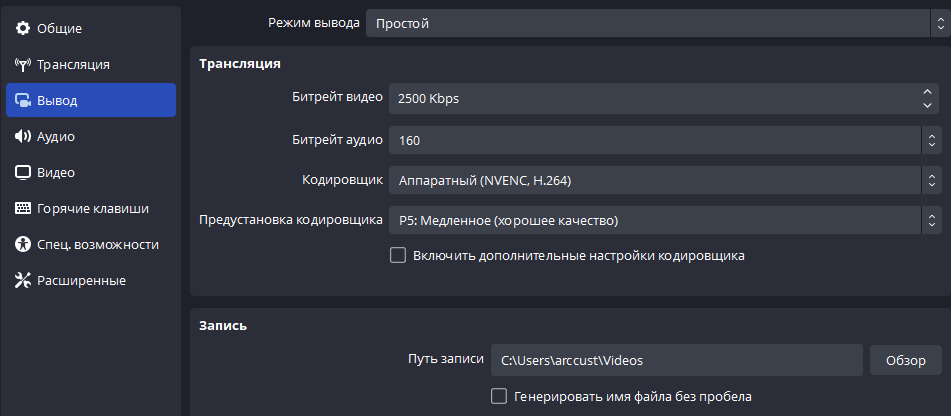 Режим вывода Простой
Общие
Трансляция
Вывод
Аудио
Видео
Горячие клавиши
Спец. возможности
Расширенные
Трансляция
Битрейт видео 2500 Kbps
Битрейт аудио 160
Кодировщик Аппаратный (NVENC, H.264)
Предустановка кодировщика P5: Медленное (хорошее качество)
Включить дополнительные настройки кодировщика
Запись
Путь записи C:\Users\arccust\Videos Обзор
Генерировать имя файла без пробела